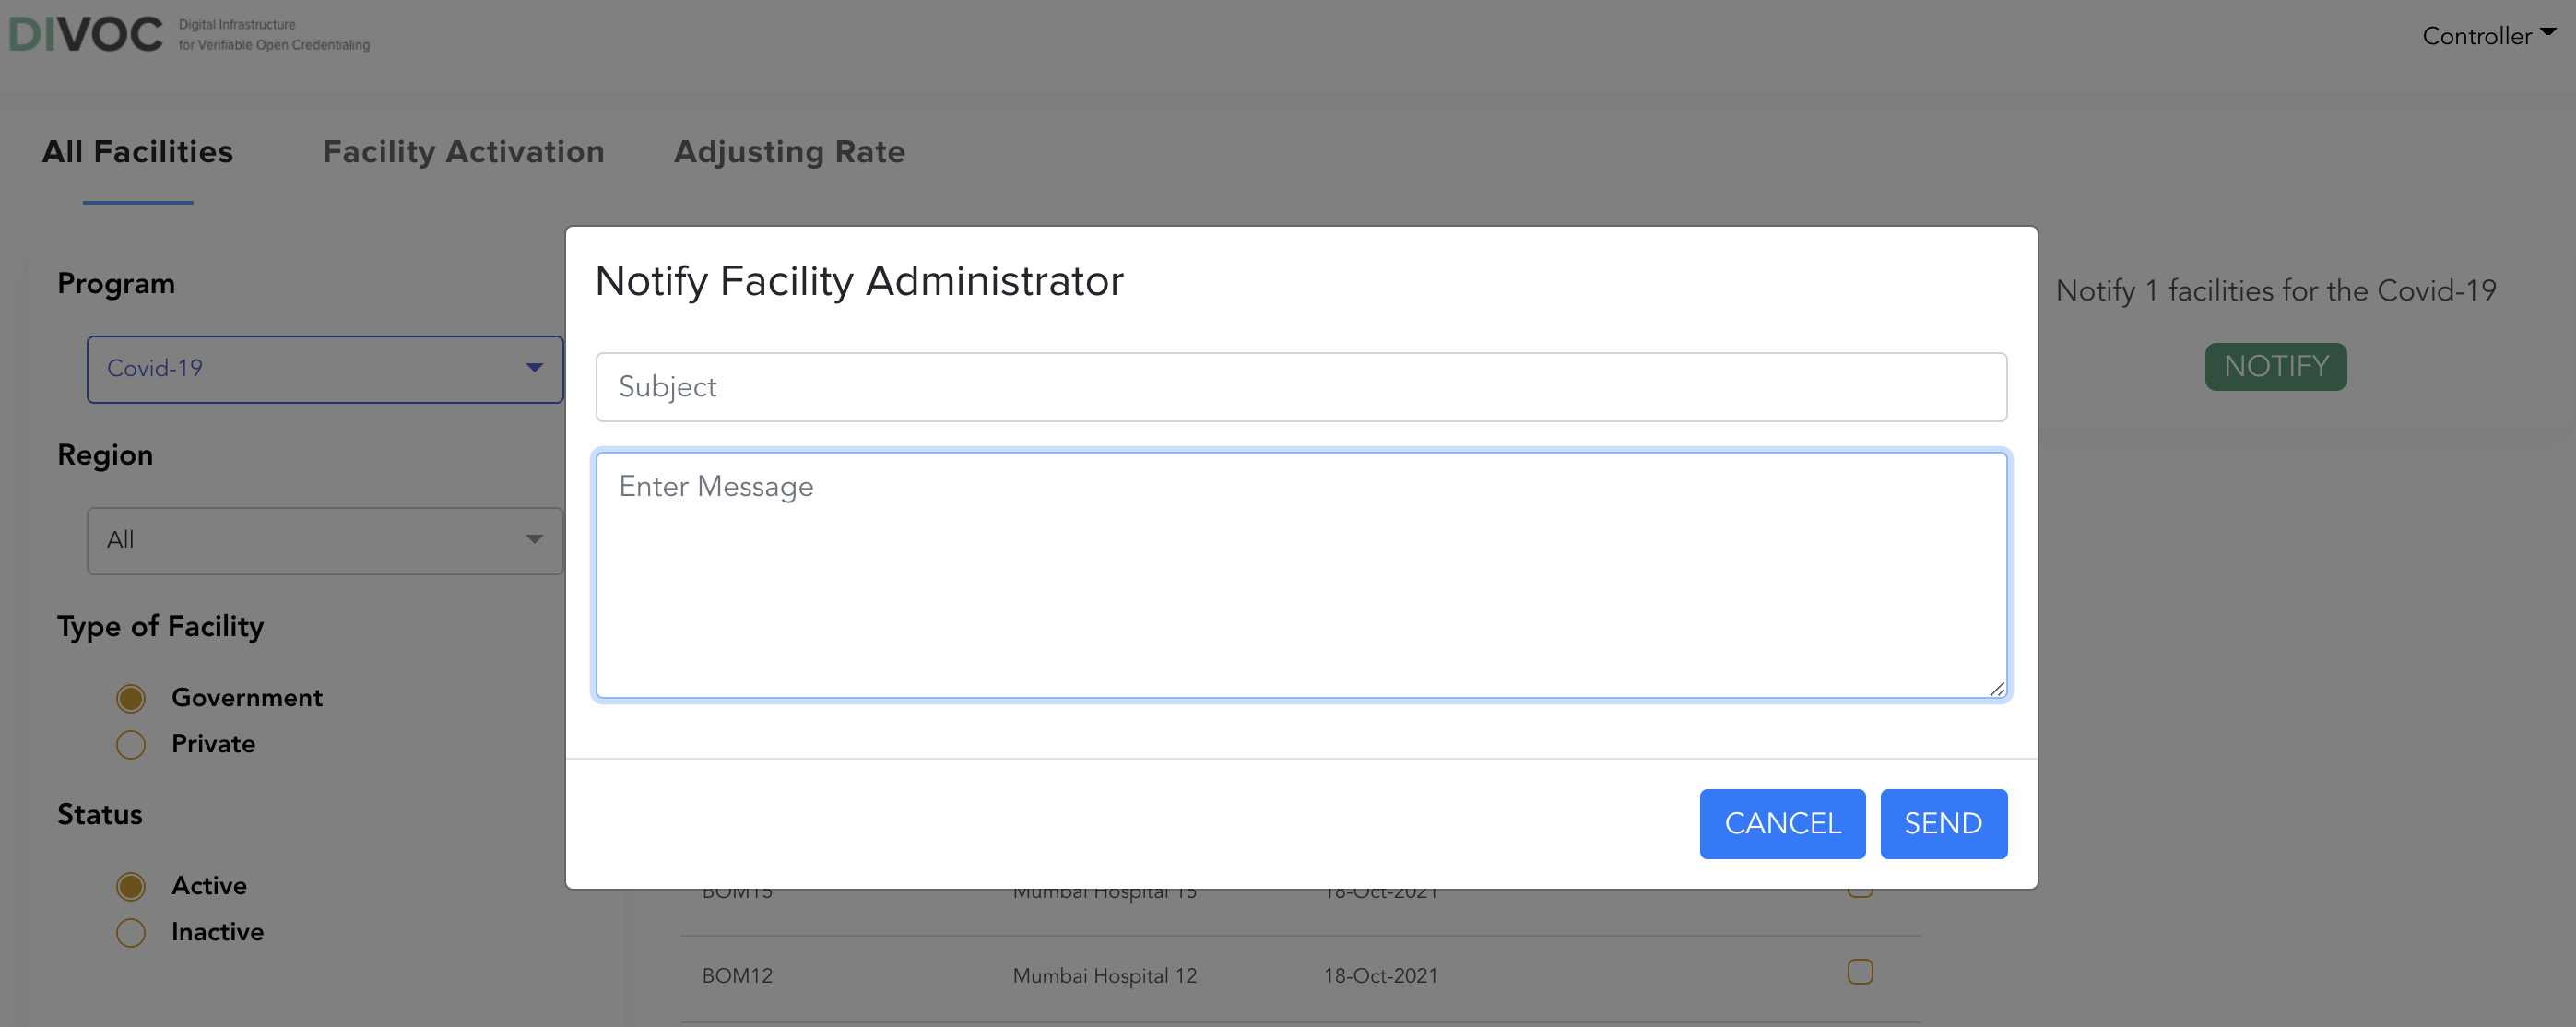 DIVOC
Digital Infrastructure
for Verifiable Open Credentialing
Controller
All Facilities
Facility Activation
Adjusting Rate
Program
Covid-19
Region
All
Type of Facility
Government
Private
Status
Active
Inactive
Notify Facility Administrator
Subject
Enter Message
CANCEL
SEND
Notify 1 facilities for the Covid-19
NOTIFY
BOM15 Mumbai Hospital 15 18-Oct-2021
BOM12 Mumbai Hospital 12 18-Oct-2021